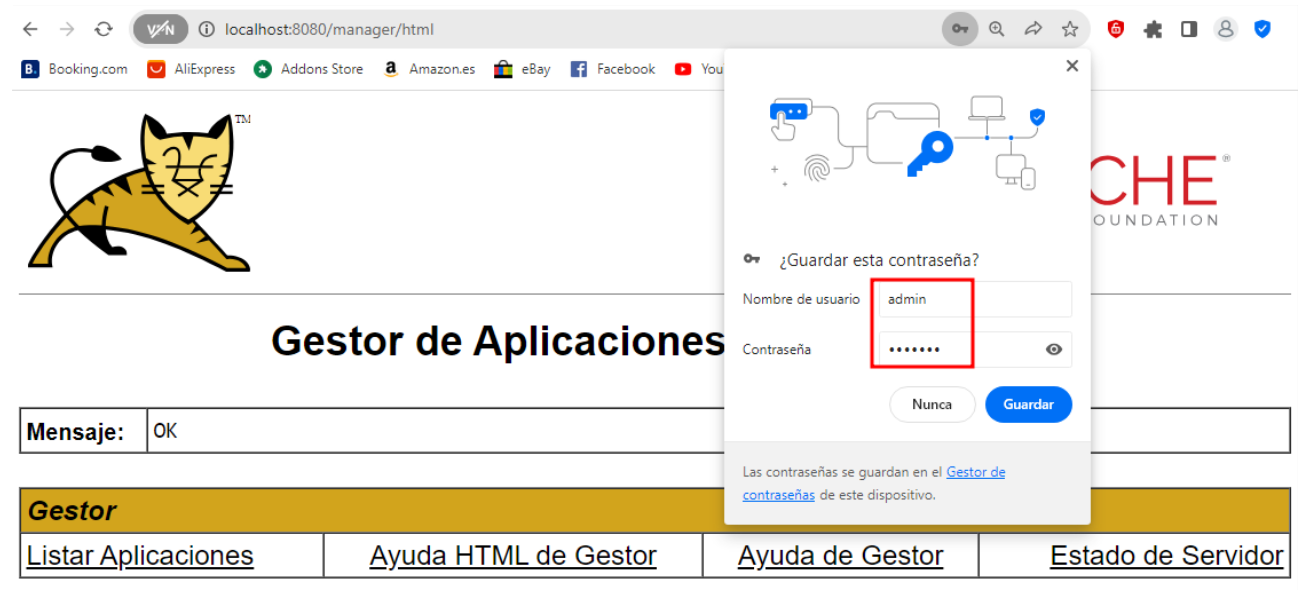 VPN
localhost:8080/manager/html
Booking.com AliExpress Addons Store Amazon.es eBay Facebook You
TM
CHE®
OUNDATION
¿Guardar esta contraseña?
Nombre de usuario admin
Contraseña •••••••
Nunca Guardar
Las contraseñas se guardan en el Gestor de
contraseñas de este dispositivo.
Gestor de Aplicaciones
Mensaje: OK
Gestor
Listar Aplicaciones Ayuda HTML de Gestor Ayuda de Gestor Estado de Servidor